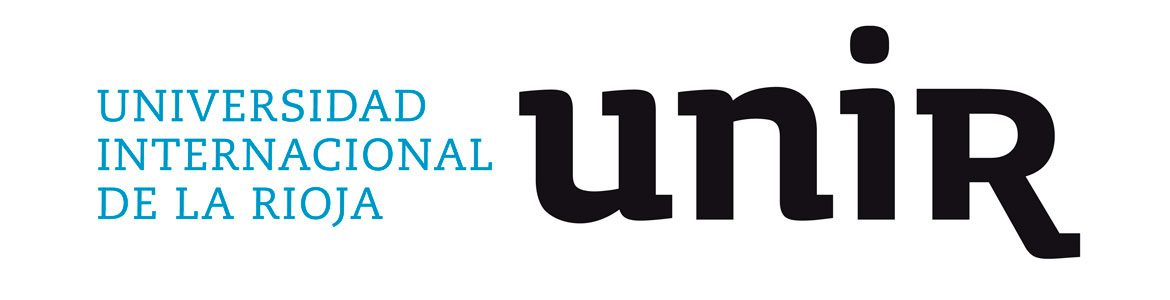 UNIVERSIDAD
INTERNACIONAL
DE LA RIOJA
uniR